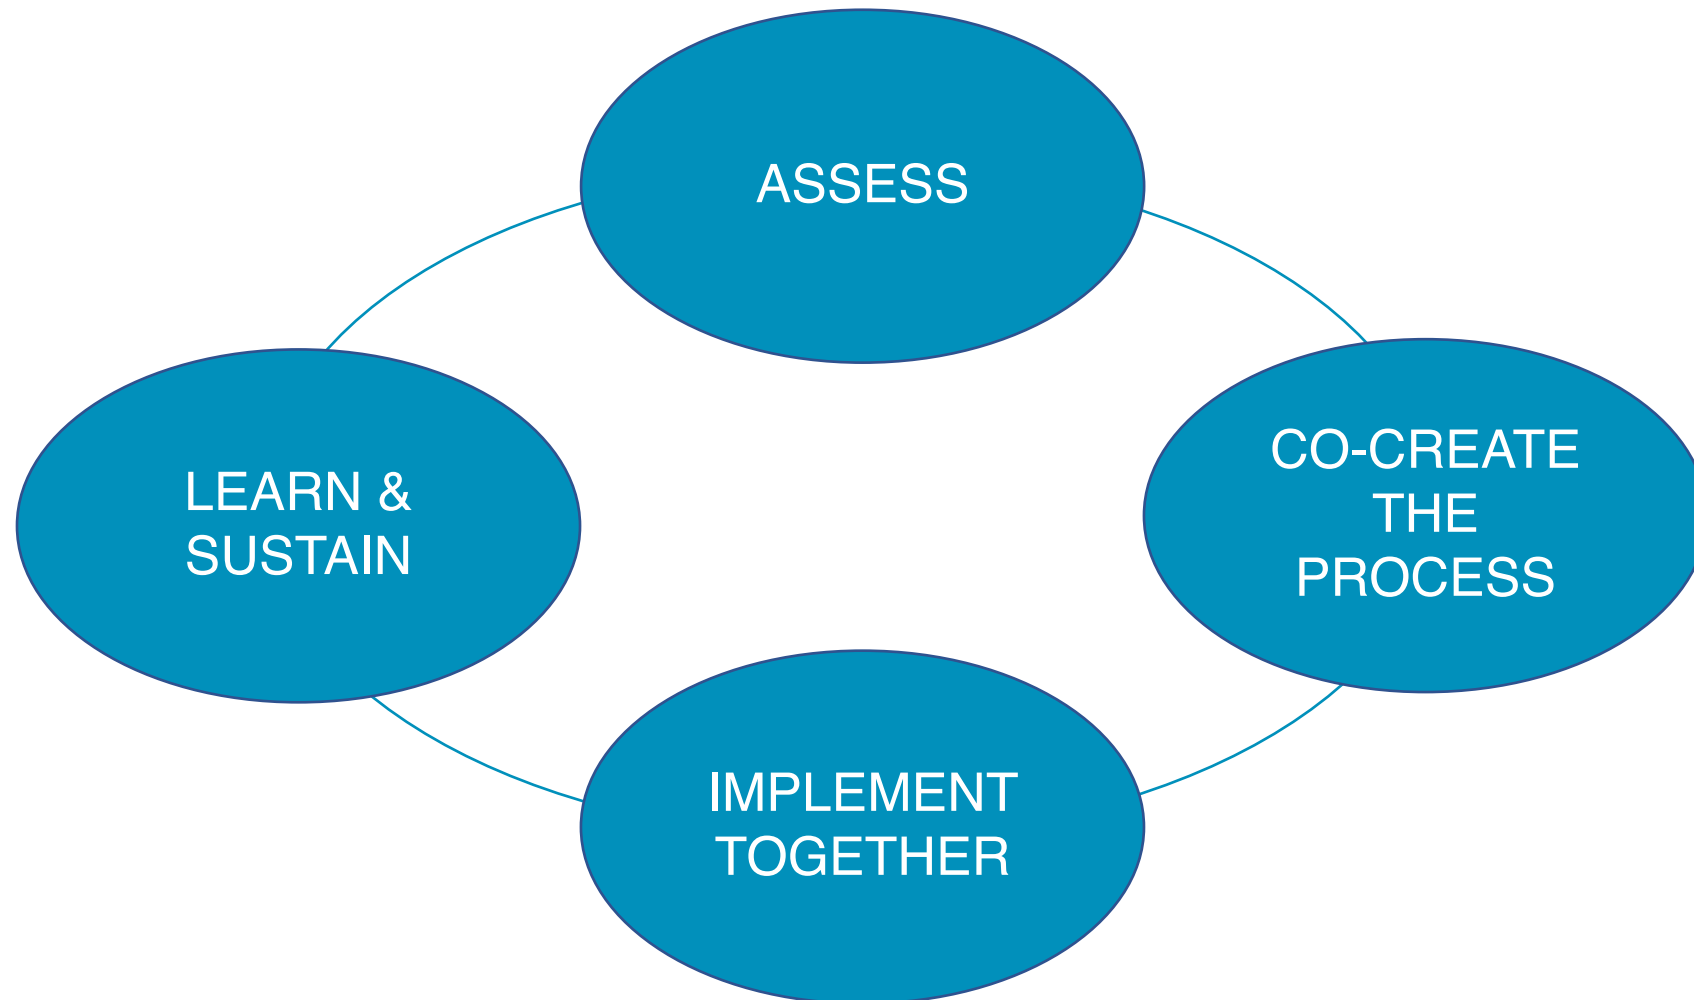 ASSESS
CO-CREATE
THE
PROCESS
IMPLEMENT
TOGETHER
LEARN &
SUSTAIN